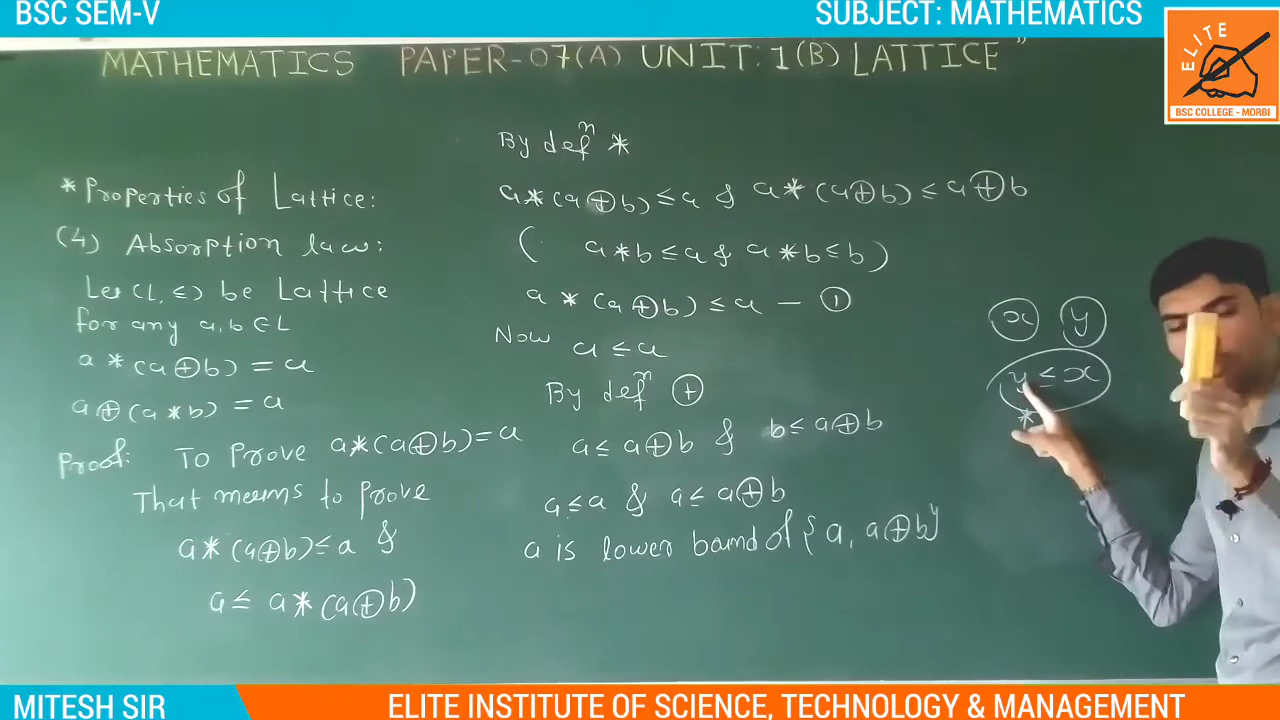 BSC SEM-V
SUBJECT: MATHEMATICS
ELITE
BSC COLLEGE - MORBI
MATHEMATICS PAPER-07(A) UNIT:1(B) LATTICE"
* Properties of Lattice:
(4) Absorption law:
Let (L, ≤) be Lattice
for any a, b ∈ L
a * (a ⊕ b) = a
a ⊕ (a * b) = a
Proof: To Prove a * (a ⊕ b) = a
That means to prove
a * (a ⊕ b) ≤ a &
a ≤ a * (a ⊕ b)
By defⁿ *
a * (a ⊕ b) ≤ a & a * (a ⊕ b) ≤ a ⊕ b
( a * b ≤ a & a * b ≤ b )
a * (a ⊕ b) ≤ a — ①
Now a ≤ a
By defⁿ ⊕
a ≤ a ⊕ b & b ≤ a ⊕ b
a ≤ a & a ≤ a ⊕ b
a is lower bound of {a, a ⊕ b}
x y
y ≤ x
*
MITESH SIR
ELITE INSTITUTE OF SCIENCE, TECHNOLOGY & MANAGEMENT